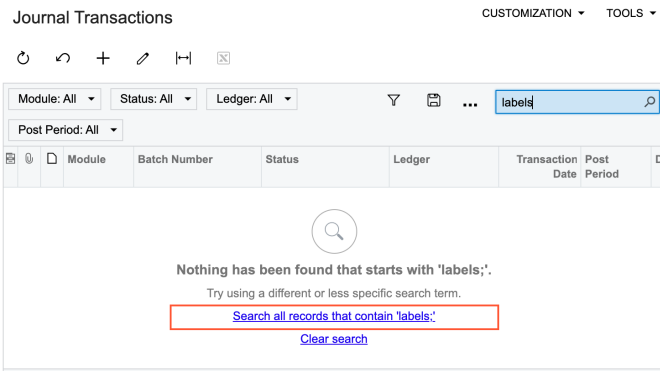 Journal Transactions
CUSTOMIZATION
TOOLS
Module: All
Status: All
Ledger: All
labels
Post Period: All
Module
Batch Number
Status
Ledger
Transaction
Date
Post
Period
D
Nothing has been found that starts with 'labels;'.
Try using a different or less specific search term.
Search all records that contain 'labels;'
Clear search